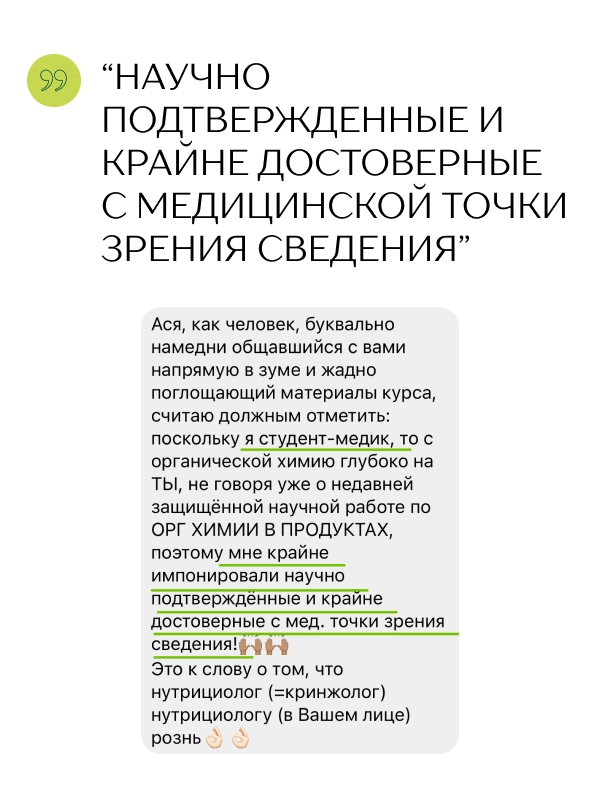 “НАУЧНО
ПОДТВЕРЖДЕННЫЕ И
КРАЙНЕ ДОСТОВЕРНЫЕ
С МЕДИЦИНСКОЙ ТОЧКИ
ЗРЕНИЯ СВЕДЕНИЯ”
Ася, как человек, буквально
намедни общавшийся с вами
напрямую в зуме и жадно
поглощающий материалы курса,
считаю должным отметить:
поскольку я студент-медик, то с
органической химию глубоко на
ТЫ, не говоря уже о недавней
защищённой научной работе по
ОРГ ХИМИИ В ПРОДУКТАХ,
поэтому мне крайне
импонировали научно
подтверждённые и крайне
достоверные с мед. точки зрения
сведения!🙌🏽🙌🏽
Это к слову о том, что
нутрициолог (=кринжолог)
нутрициологу (в Вашем лице)
рознь👌🏻👌🏻